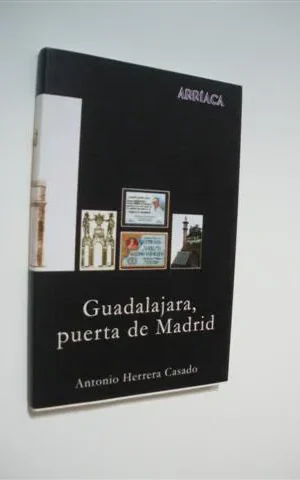 ARRIACA
Guadalajara,
puerta de Madrid
Antonio Herrera Casado